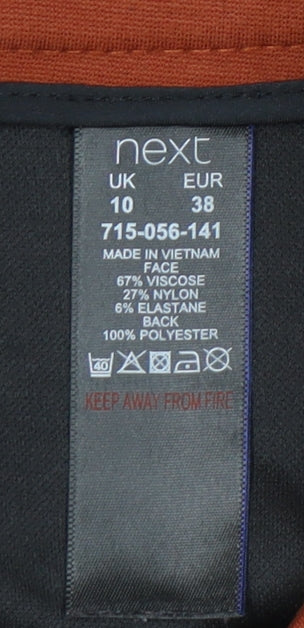 next
UK EUR
10 38
715-056-141
MADE IN VIETNAM
FACE
67% VISCOSE
27% NYLON
6% ELASTANE
BACK
100% POLYESTER
40
KEEP AWAY FROM FIRE